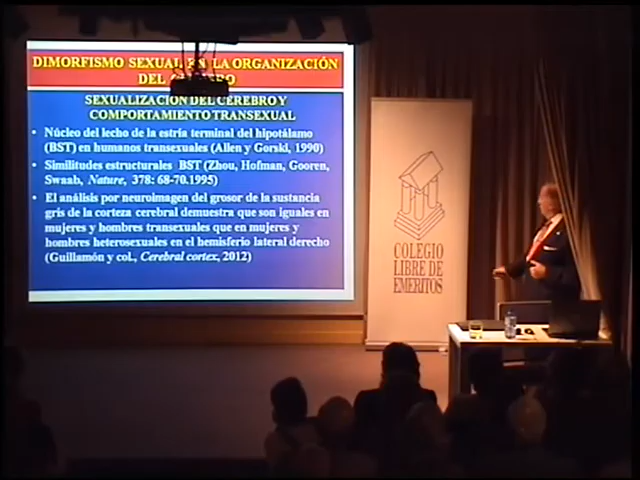 DIMORFISMO SEXUAL EN LA ORGANIZACIÓN
DEL CEREBRO
SEXUALIZACIÓN DEL CEREBRO Y
COMPORTAMIENTO TRANSEXUAL
• Núcleo del lecho de la estría terminal del hipotálamo
(BST) en humanos transexuales (Allen y Gorski, 1990)
• Similitudes estructurales BST (Zhou, Hofman, Gooren,
Swaab, Nature, 378: 68-70.1995)
• El análisis por neuroimagen del grosor de la sustancia
gris de la corteza cerebral demuestra que son iguales en
mujeres y hombres transexuales que en mujeres y
hombres heterosexuales en el hemisferio lateral derecho
(Guillamón y col., Cerebral cortex, 2012)
COLEGIO
LIBRE DE
EMÉRITOS